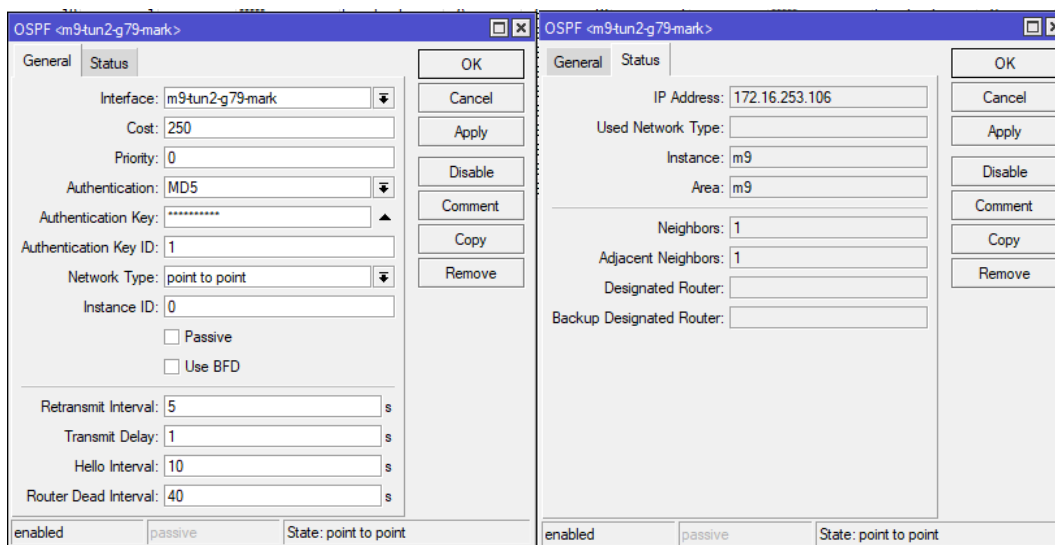 OSPF <m9-tun2-g79-mark>
General Status
Interface: m9-tun2-g79-mark
Cost: 250
Priority: 0
Authentication: MD5
Authentication Key: **********
Authentication Key ID: 1
Network Type: point to point
Instance ID: 0
Passive
Use BFD
Retransmit Interval: 5 s
Transmit Delay: 1 s
Hello Interval: 10 s
Router Dead Interval: 40 s
OK
Cancel
Apply
Disable
Comment
Copy
Remove
enabled passive State: point to point
OSPF <m9-tun2-g79-mark>
General Status
IP Address: 172.16.253.106
Used Network Type:
Instance: m9
Area: m9
Neighbors: 1
Adjacent Neighbors: 1
Designated Router:
Backup Designated Router:
OK
Cancel
Apply
Disable
Comment
Copy
Remove
enabled passive State: point to point